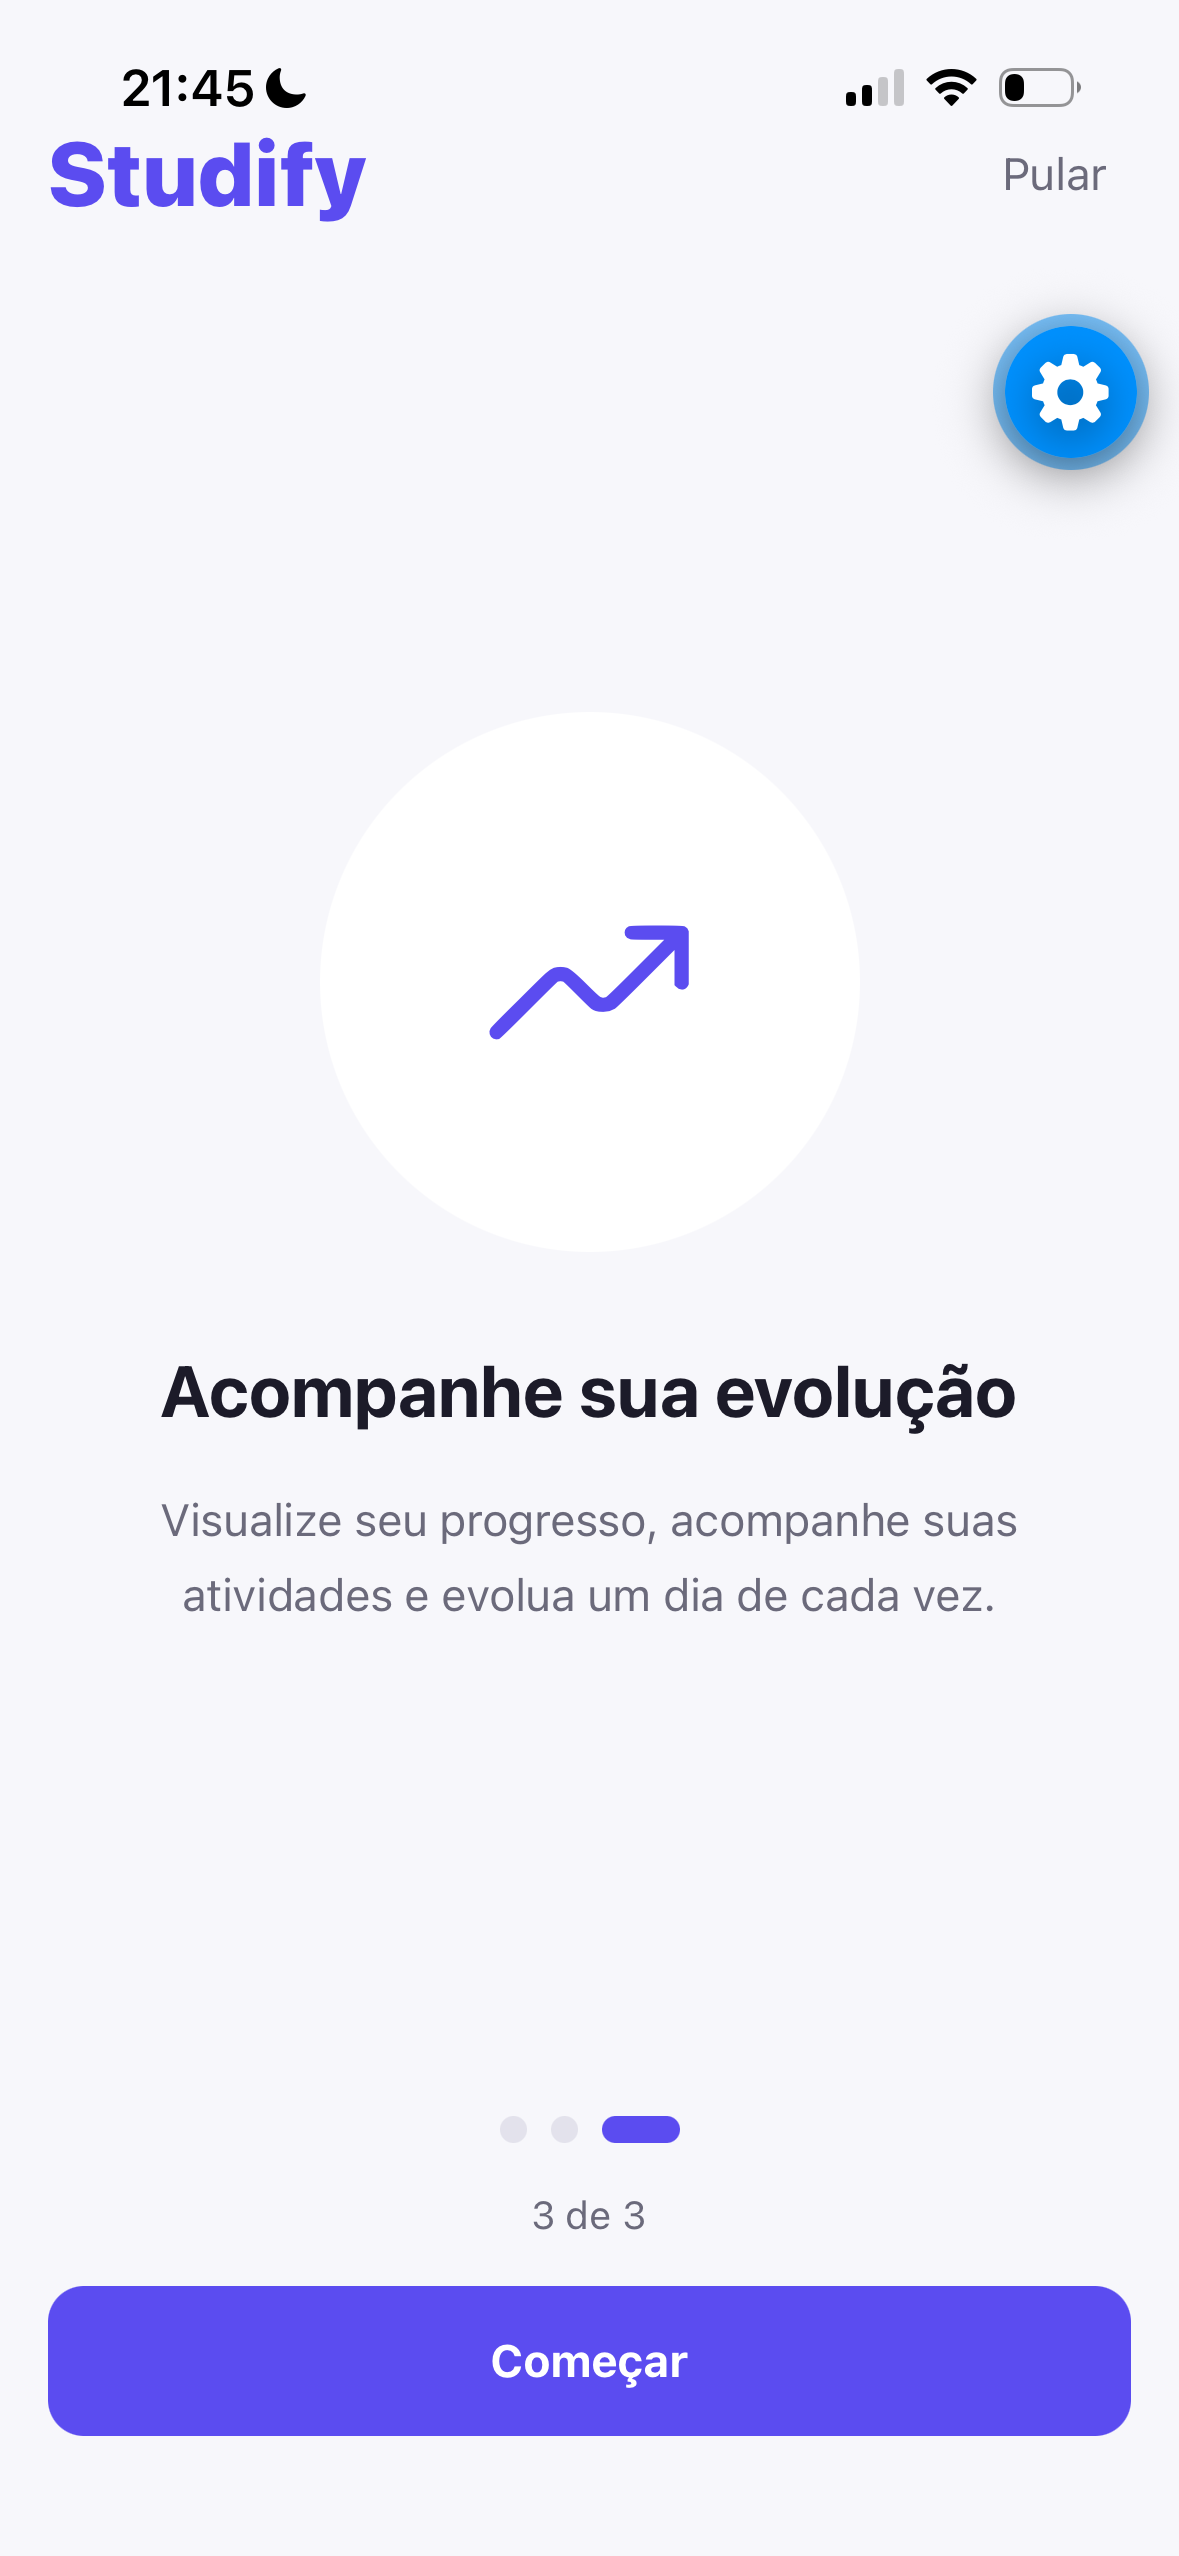 21:45
Studify
Pular
Acompanhe sua evolução
Visualize seu progresso, acompanhe suas
atividades e evolua um dia de cada vez.
3 de 3
Começar